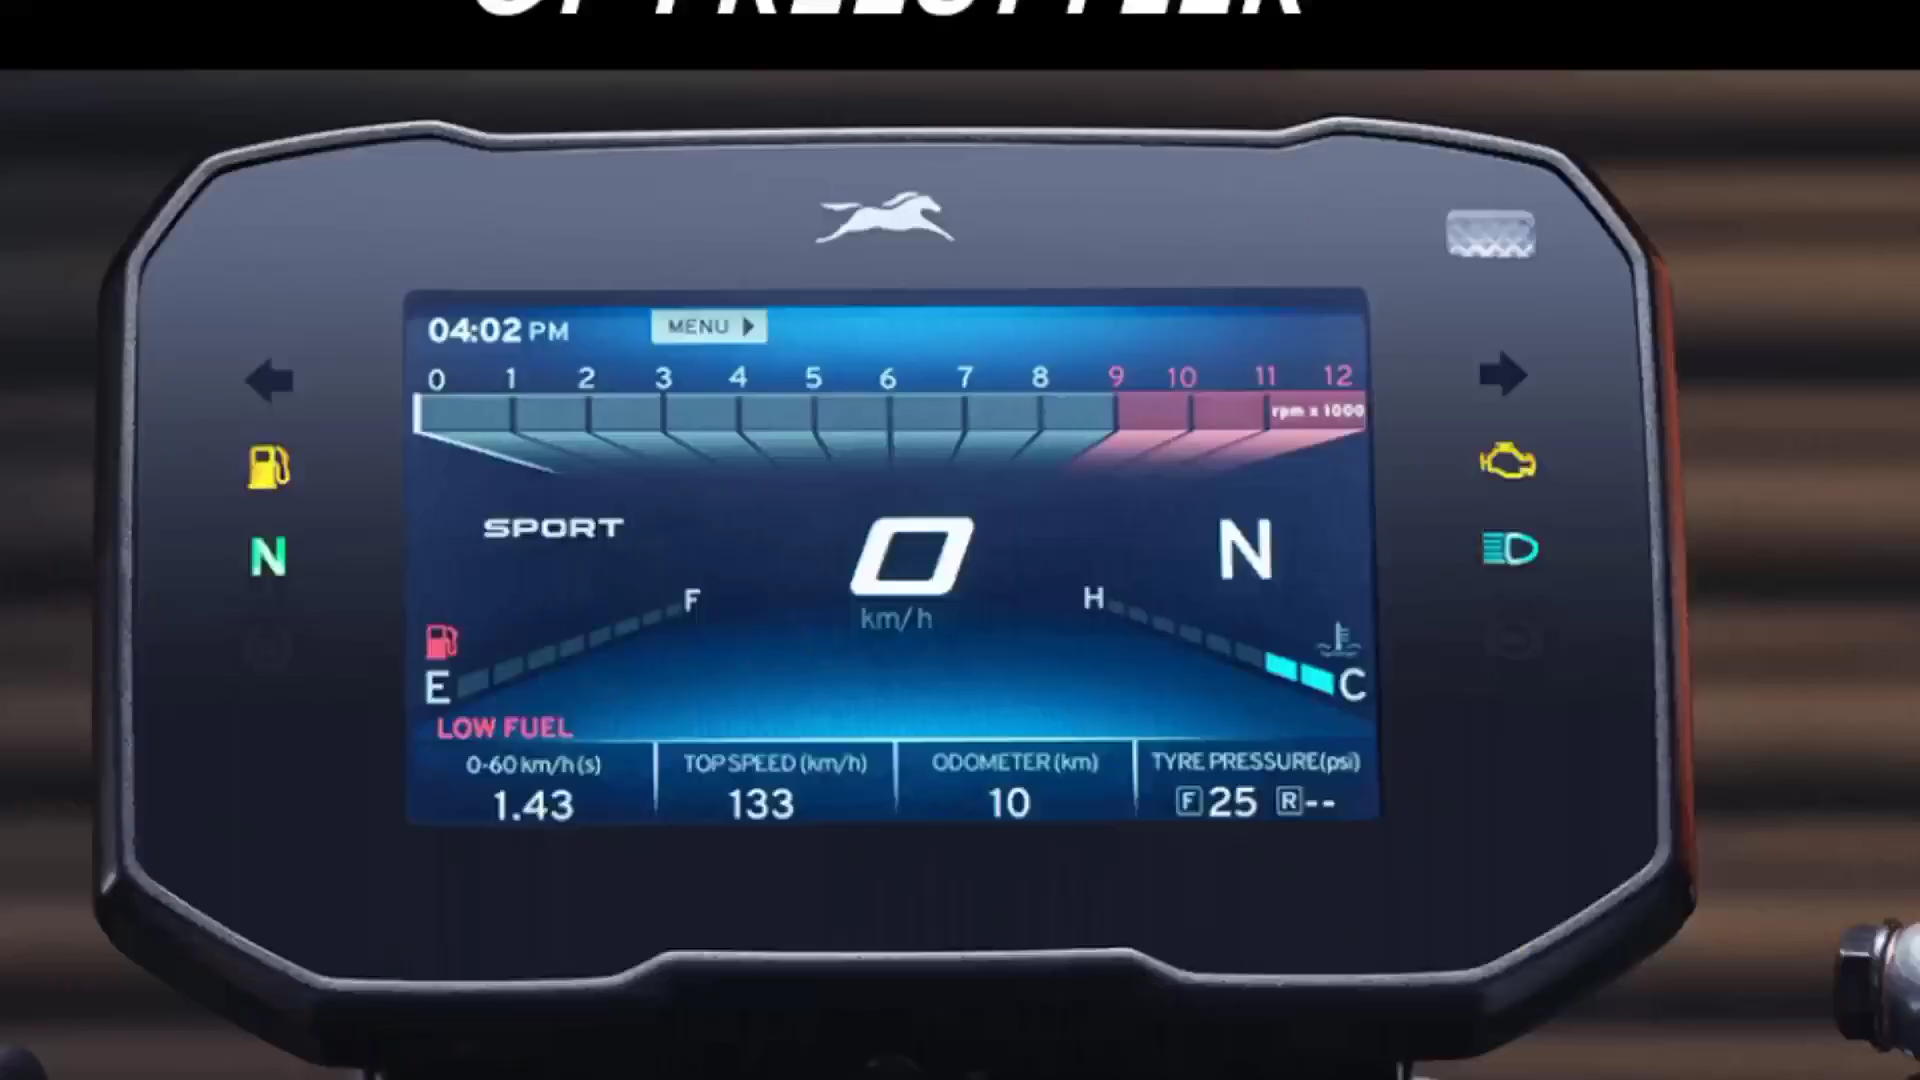 04:02 PM MENU
0 1 2 3 4 5 6 7 8 9 10 11 12
rpm x 1000
SPORT 0 N
N
km/h
F H
E C
LOW FUEL
0-60 km/h (s) TOP SPEED (km/h) ODOMETER (km) TYRE PRESSURE(psi)
1.43 133 10 F 25 R --